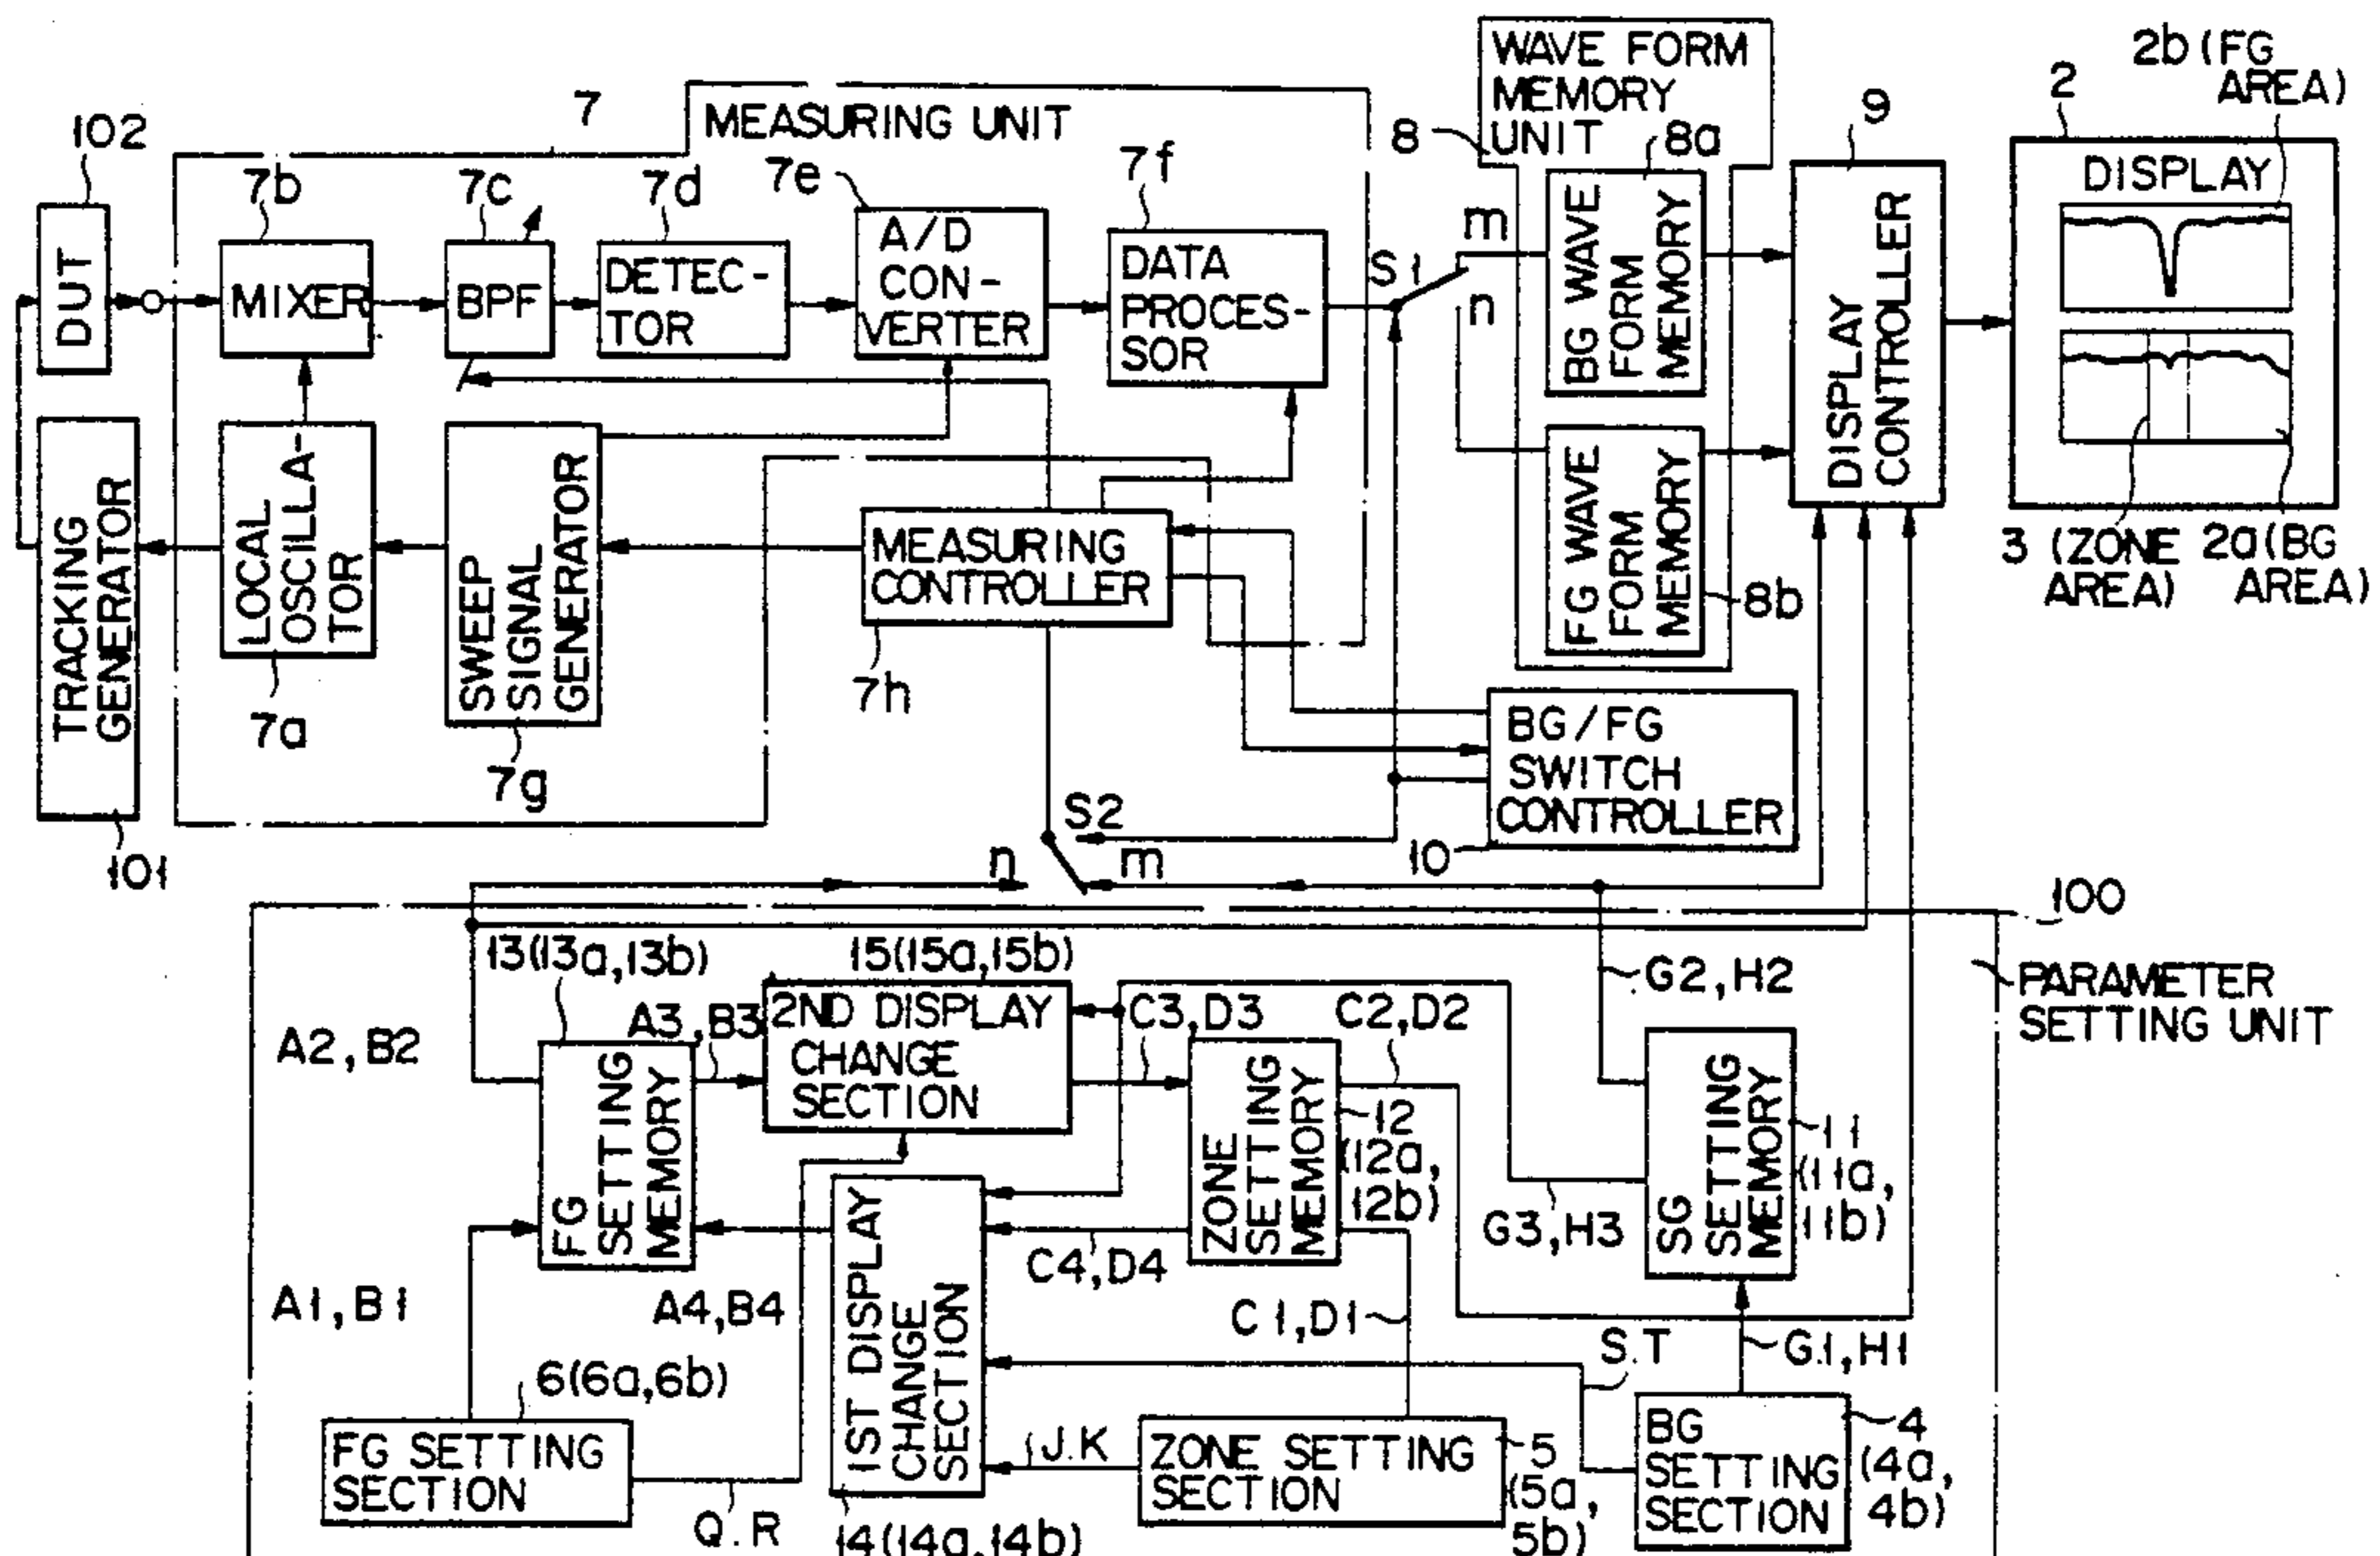 WAVE FORM
MEMORY
UNIT
2b (FG
AREA)
2
9
7
MEASURING UNIT
8
8a
102
7b
7c
7d
7e
7f
DISPLAY
DUT
MIXER
BPF
DETEC-
TOR
A/D
CON-
VERTER
DATA
PROCES-
SOR
S1
m
n
BG WAVE
FORM
MEMORY
DISPLAY
CONTROLLER
TRACKING
GENERATOR
LOCAL
OSCILLA-
TOR
SWEEP
SIGNAL
GENERATOR
MEASURING
CONTROLLER
FG WAVE
FORM
MEMORY
8b
3 (ZONE
AREA)
2a (BG
AREA)
7a
7g
7h
BG/FG
SWITCH
CONTROLLER
10
S2
n
m
101
100
PARAMETER
SETTING UNIT
13(13a,13b)
15(15a,15b)
G2,H2
A2,B2
A3,B3
2ND DISPLAY
CHANGE
SECTION
C3,D3
C2,D2
FG
SETTING
MEMORY
ZONE
SETTING
MEMORY
12
(12a,
12b)
SG
SETTING
MEMORY
11
(11a,
11b)
G3,H3
C4,D4
A1,B1
A4,B4
1ST DISPLAY
CHANGE
SECTION
C1,D1
S.T
G.1,H1
6(6a,6b)
FG SETTING
SECTION
Q.R
J.K
ZONE SETTING
SECTION
5
(5a,
5b)
BG
SETTING
SECTION
4
(4a,
4b)
14(14a,14b)